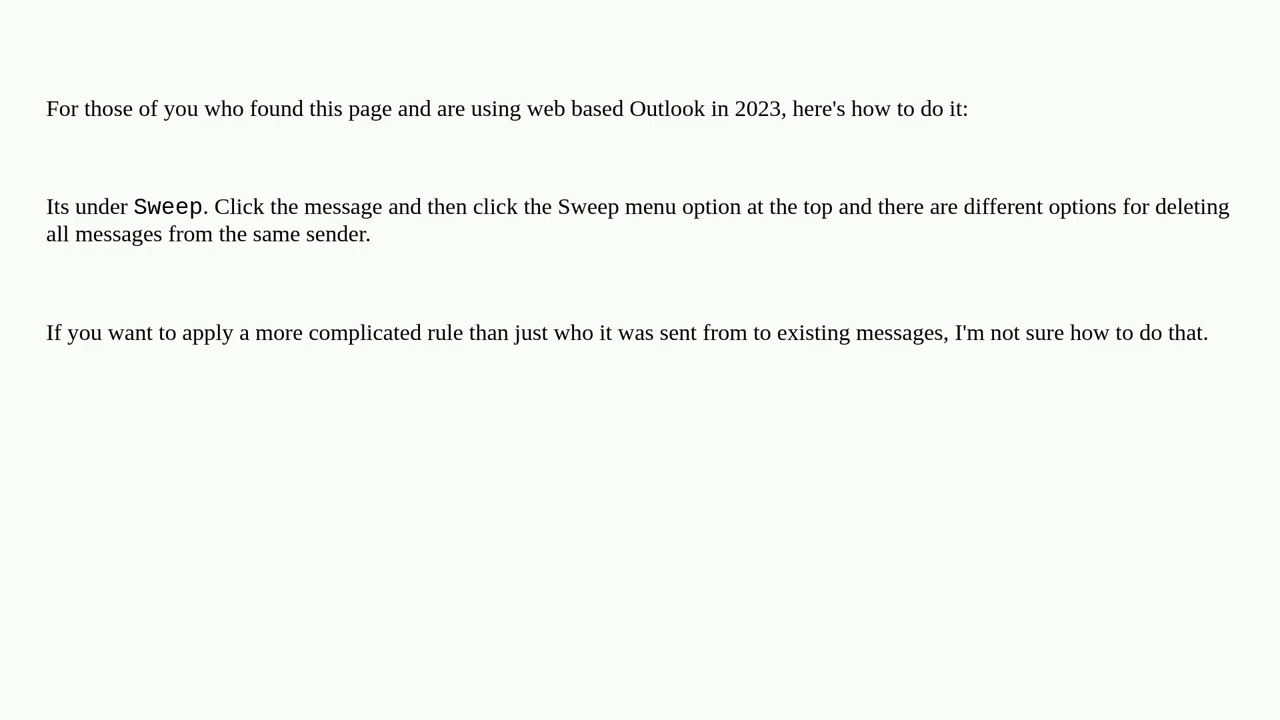 For those of you who found this page and are using web based Outlook in 2023, here's how to do it:
Its under Sweep. Click the message and then click the Sweep menu option at the top and there are different options for deleting
all messages from the same sender.
If you want to apply a more complicated rule than just who it was sent from to existing messages, I'm not sure how to do that.